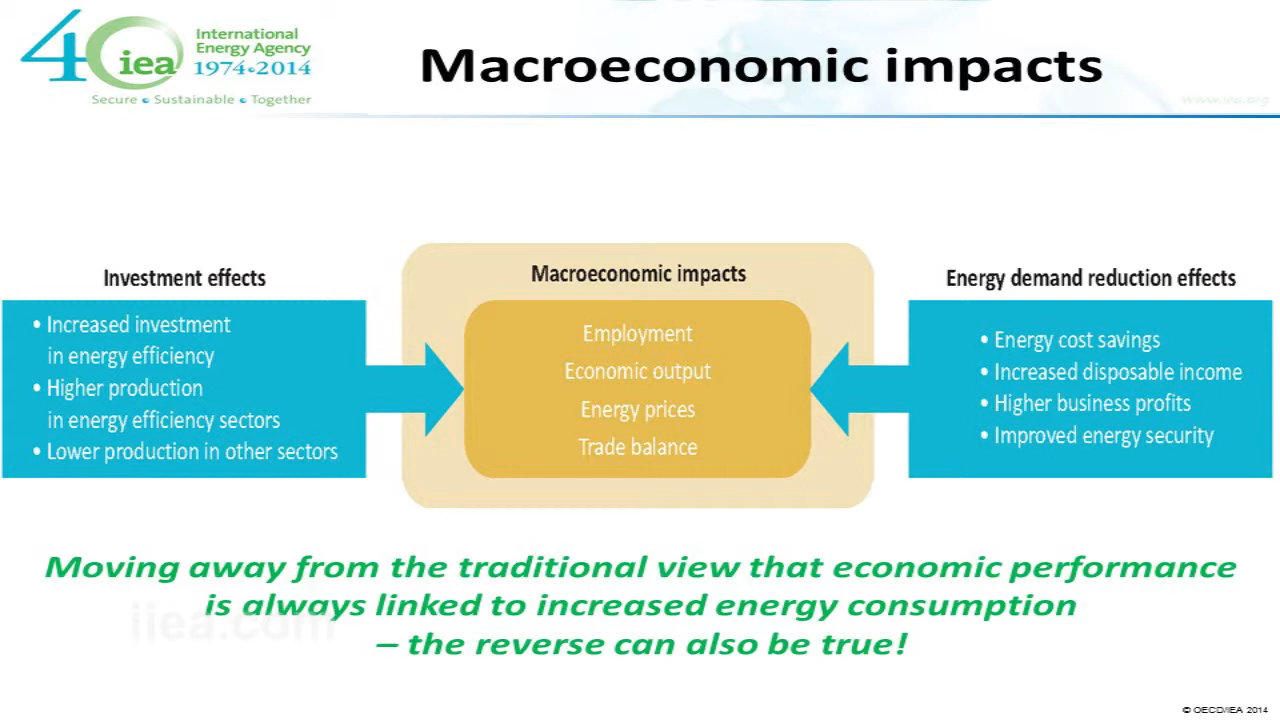 40 iea
International
Energy Agency
1974•2014
Secure • Sustainable • Together
Macroeconomic impacts
www.iea.org
Investment effects
• Increased investment
in energy efficiency
• Higher production
in energy efficiency sectors
• Lower production in other sectors
Macroeconomic impacts
Employment
Economic output
Energy prices
Trade balance
Energy demand reduction effects
• Energy cost savings
• Increased disposable income
• Higher business profits
• Improved energy security
Moving away from the traditional view that economic performance
is always linked to increased energy consumption
– the reverse can also be true!
iiea.com
© OECD/IEA 2014